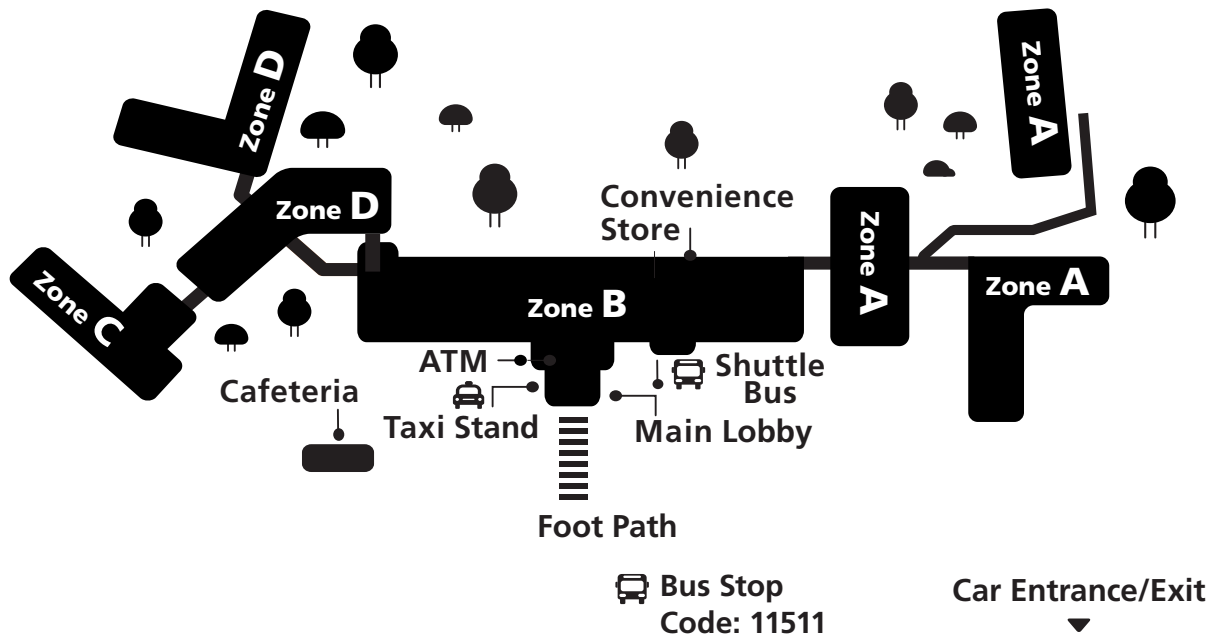 Zone D
Zone A
Zone D
Convenience
Store
Zone A
Zone C
Zone B
Zone A
ATM
Shuttle
Bus
Cafeteria
Taxi Stand
Main Lobby
Foot Path
Bus Stop
Code: 11511
Car Entrance/Exit